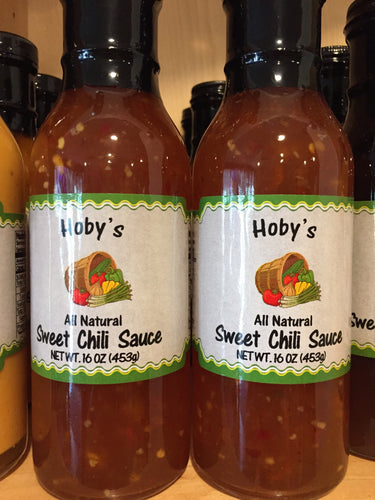 Hoby's
All Natural
Sweet Chili Sauce
NET WT. 16 OZ (453g)
Hoby's
All Natural
Sweet Chili Sauce
NET WT. 16 OZ (453g)